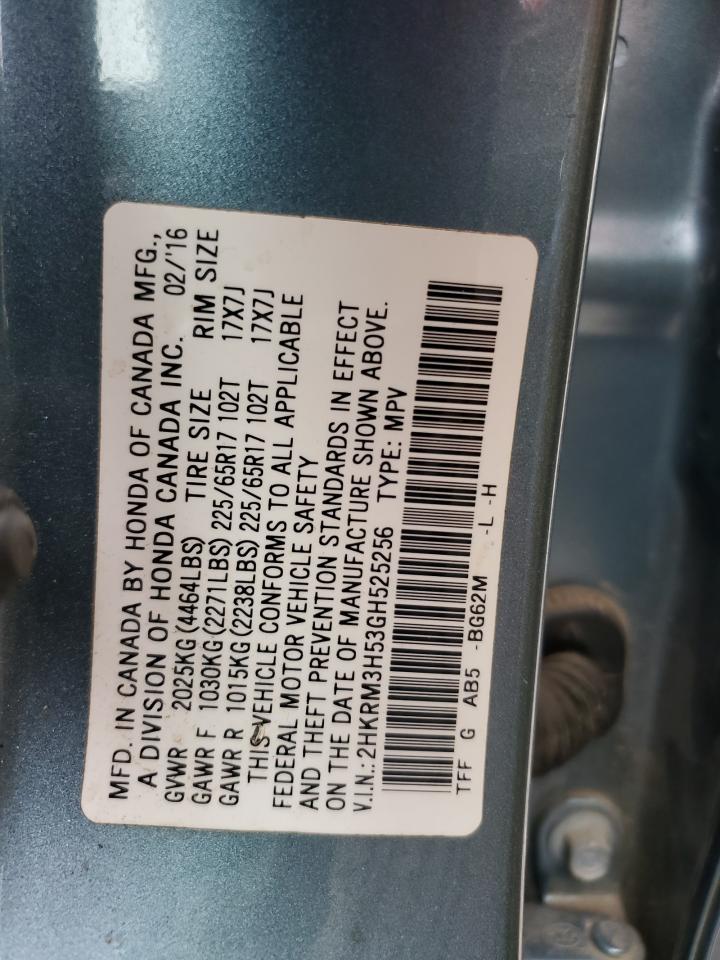 MFD. IN CANADA BY HONDA OF CANADA MFG.,
A DIVISION OF HONDA CANADA INC. 02/'16
GVWR 2025KG(4464LBS) TIRE SIZE RIM SIZE
GAWR F 1030KG(2271LBS) 225/65R17 102T 17X7J
GAWR R 1015KG(2238LBS) 225/65R17 102T 17X7J
THIS VEHICLE CONFORMS TO ALL APPLICABLE
FEDERAL MOTOR VEHICLE SAFETY
AND THEFT PREVENTION STANDARDS IN EFFECT
ON THE DATE OF MANUFACTURE SHOWN ABOVE.
V.I.N.:2HKRM3H53GH525256 TYPE: MPV
TFF G AB5 -BG62M -L -H